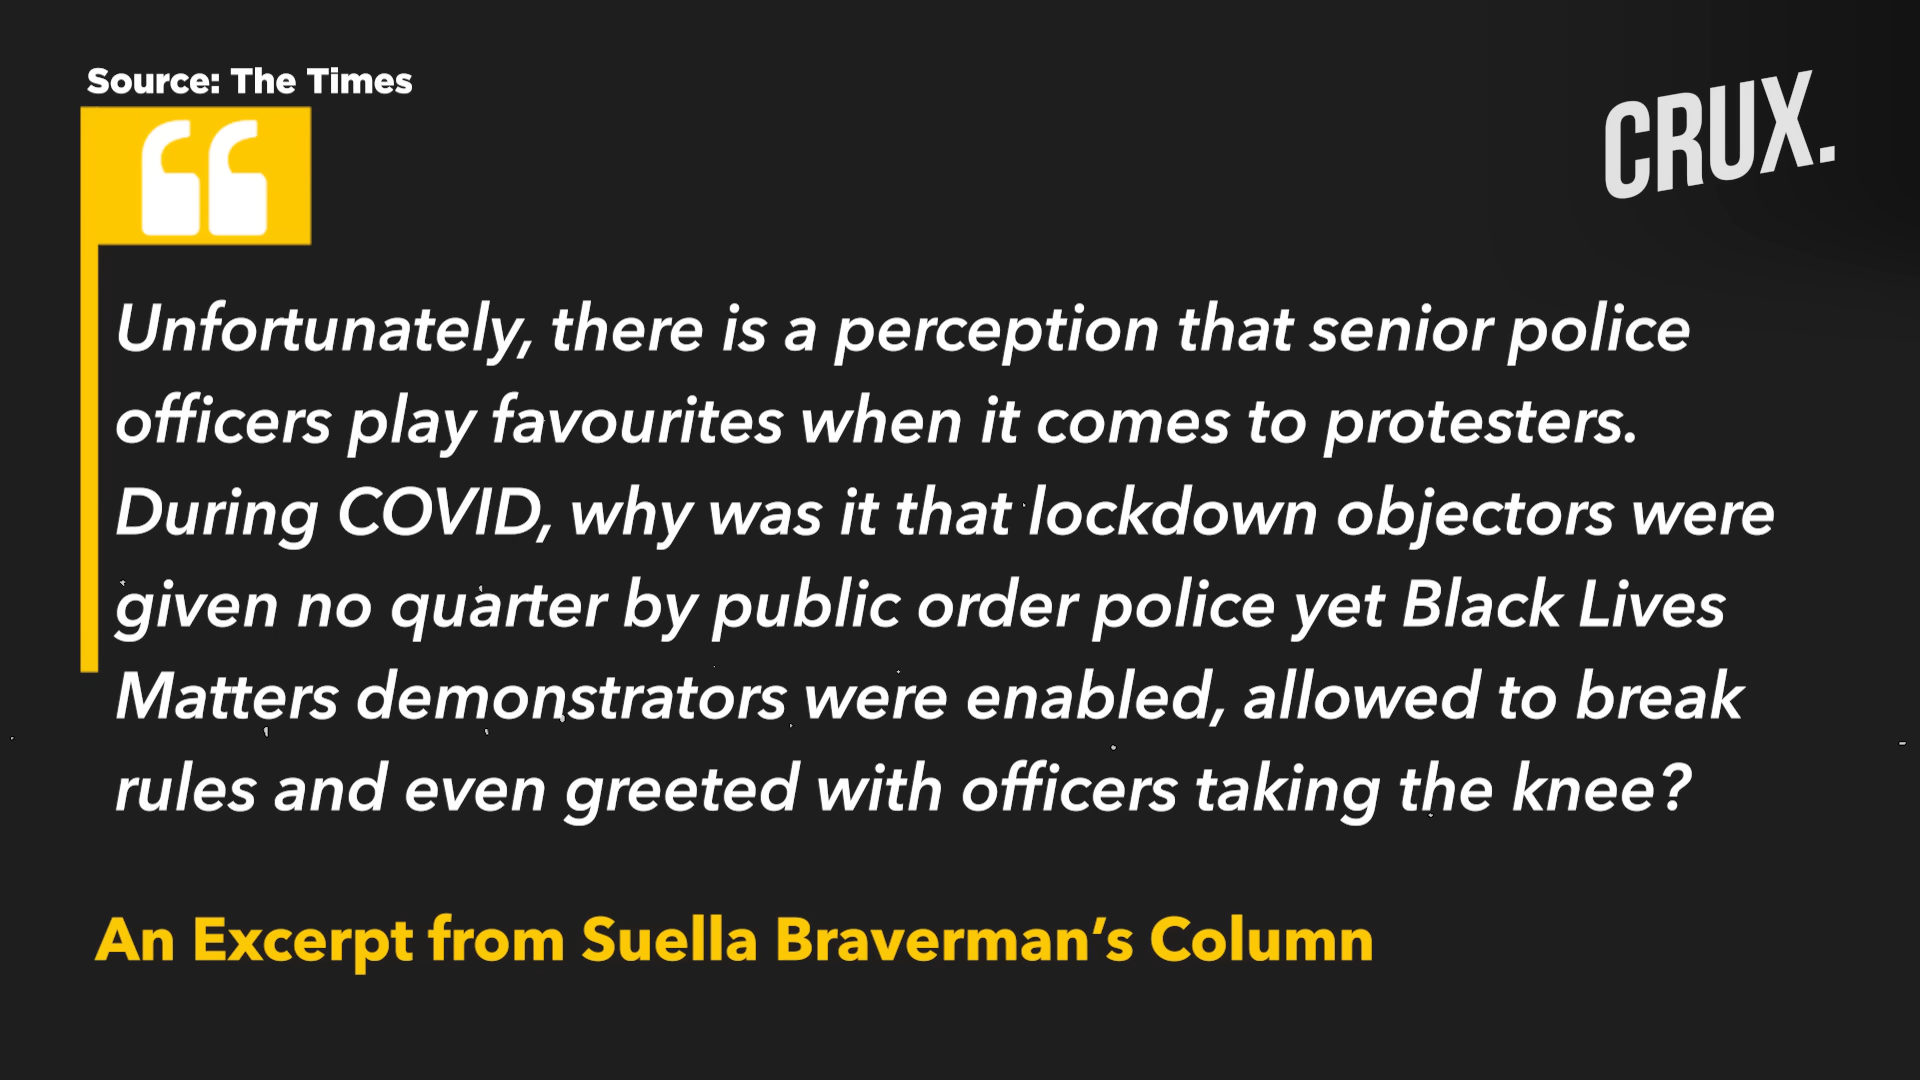 Source: The Times
CRUX.
“
Unfortunately, there is a perception that senior police
officers play favourites when it comes to protesters.
During COVID, why was it that lockdown objectors were
given no quarter by public order police yet Black Lives
Matters demonstrators were enabled, allowed to break
rules and even greeted with officers taking the knee?
An Excerpt from Suella Braverman’s Column